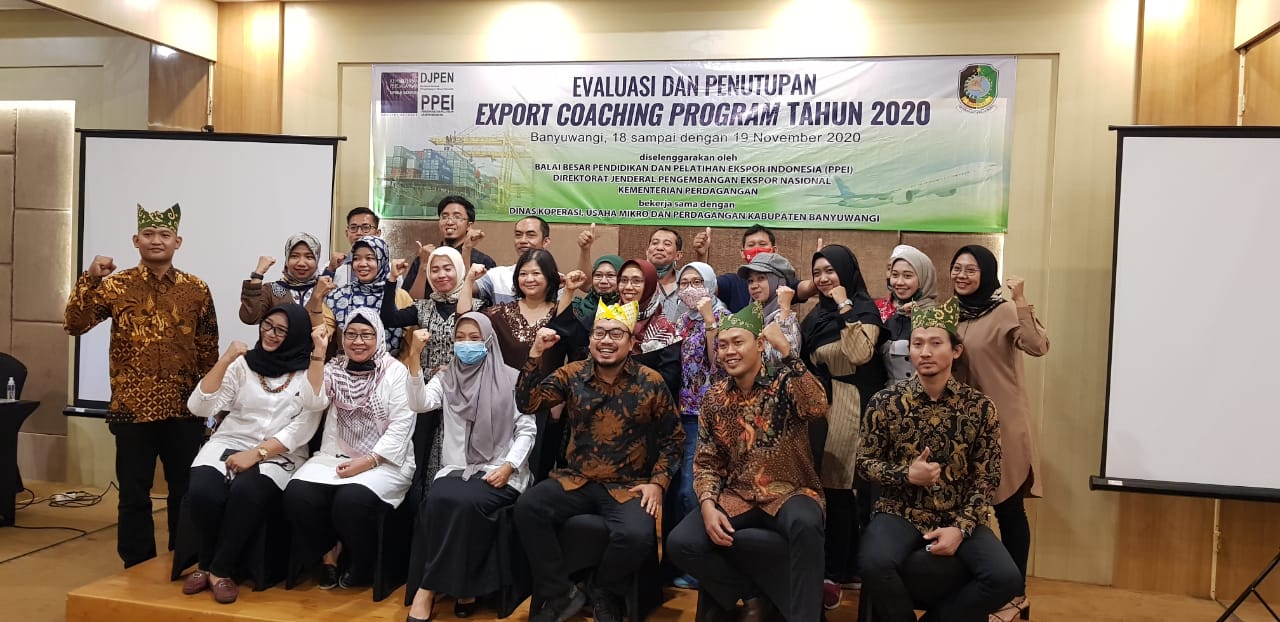 KEMENTERIAN
PERDAGANGAN
DJPEN
PPEI
EVALUASI DAN PENUTUPAN
EXPORT COACHING PROGRAM TAHUN 2020
Banyuwangi, 18 sampai dengan 19 November 2020
diselenggarakan oleh
BALAI BESAR PENDIDIKAN DAN PELATIHAN EKSPOR INDONESIA (PPEI)
DIREKTORAT JENDERAL PENGEMBANGAN EKSPOR NASIONAL
KEMENTERIAN PERDAGANGAN
bekerja sama dengan
DINAS KOPERASI, USAHA MIKRO DAN PERDAGANGAN KABUPATEN BANYUWANGI